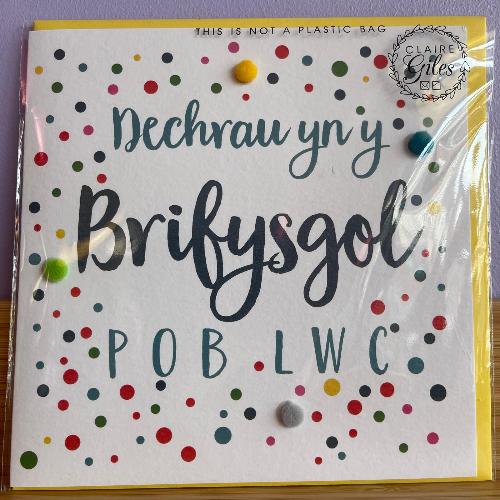 THIS IS NOT A PLASTIC BAG
CLAIRE
Giles
Dechrau yn y
Brifysgol
POB LWC